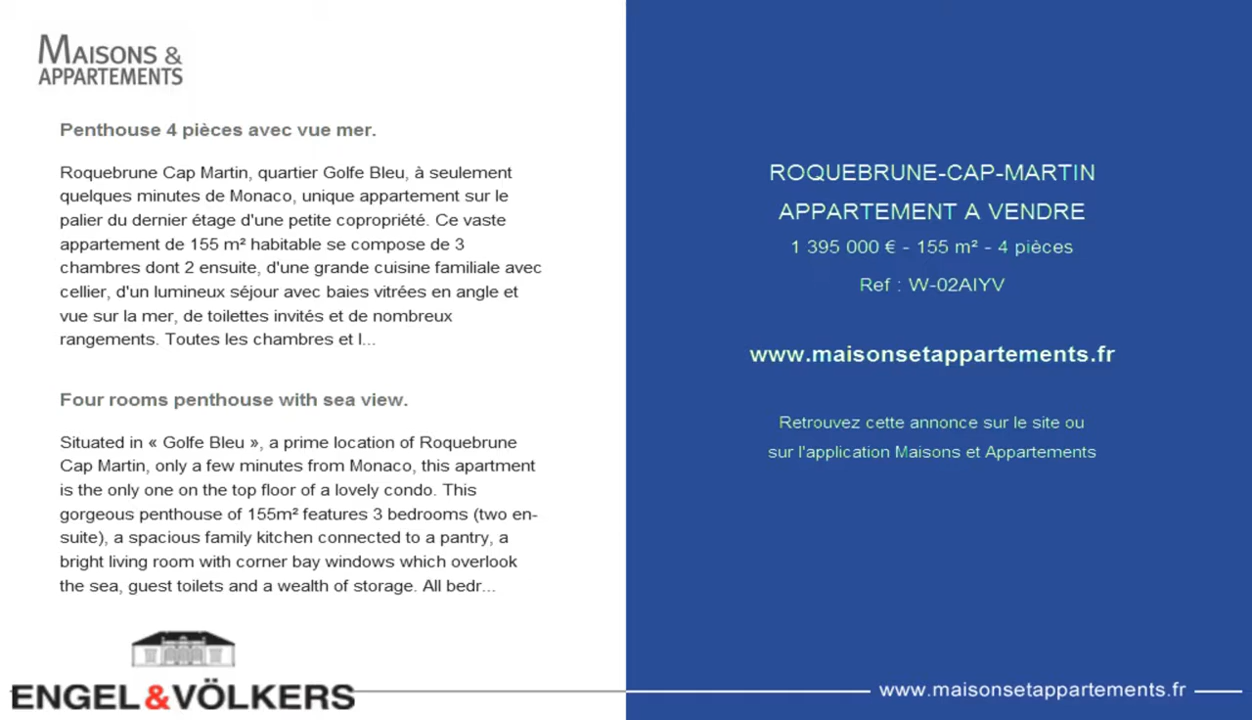 MAISONS &
APPARTEMENTS
Penthouse 4 pièces avec vue mer.
Roquebrune Cap Martin, quartier Golfe Bleu, à seulement
quelques minutes de Monaco, unique appartement sur le
palier du dernier étage d'une petite copropriété. Ce vaste
appartement de 155 m² habitable se compose de 3
chambres dont 2 ensuite, d'une grande cuisine familiale avec
cellier, d'un lumineux séjour avec baies vitrées en angle et
vue sur la mer, de toilettes invités et de nombreux
rangements. Toutes les chambres et l...
Four rooms penthouse with sea view.
Situated in « Golfe Bleu », a prime location of Roquebrune
Cap Martin, only a few minutes from Monaco, this apartment
is the only one on the top floor of a lovely condo. This
gorgeous penthouse of 155m² features 3 bedrooms (two en-
suite), a spacious family kitchen connected to a pantry, a
bright living room with corner bay windows which overlook
the sea, guest toilets and a wealth of storage. All bedr...
ENGEL & VÖLKERS
ROQUEBRUNE-CAP-MARTIN
APPARTEMENT A VENDRE
1 395 000 € - 155 m² - 4 pièces
Ref : W-02AIYV
www.maisonsetappartements.fr
Retrouvez cette annonce sur le site ou
sur l'application Maisons et Appartements
www.maisonsetappartements.fr